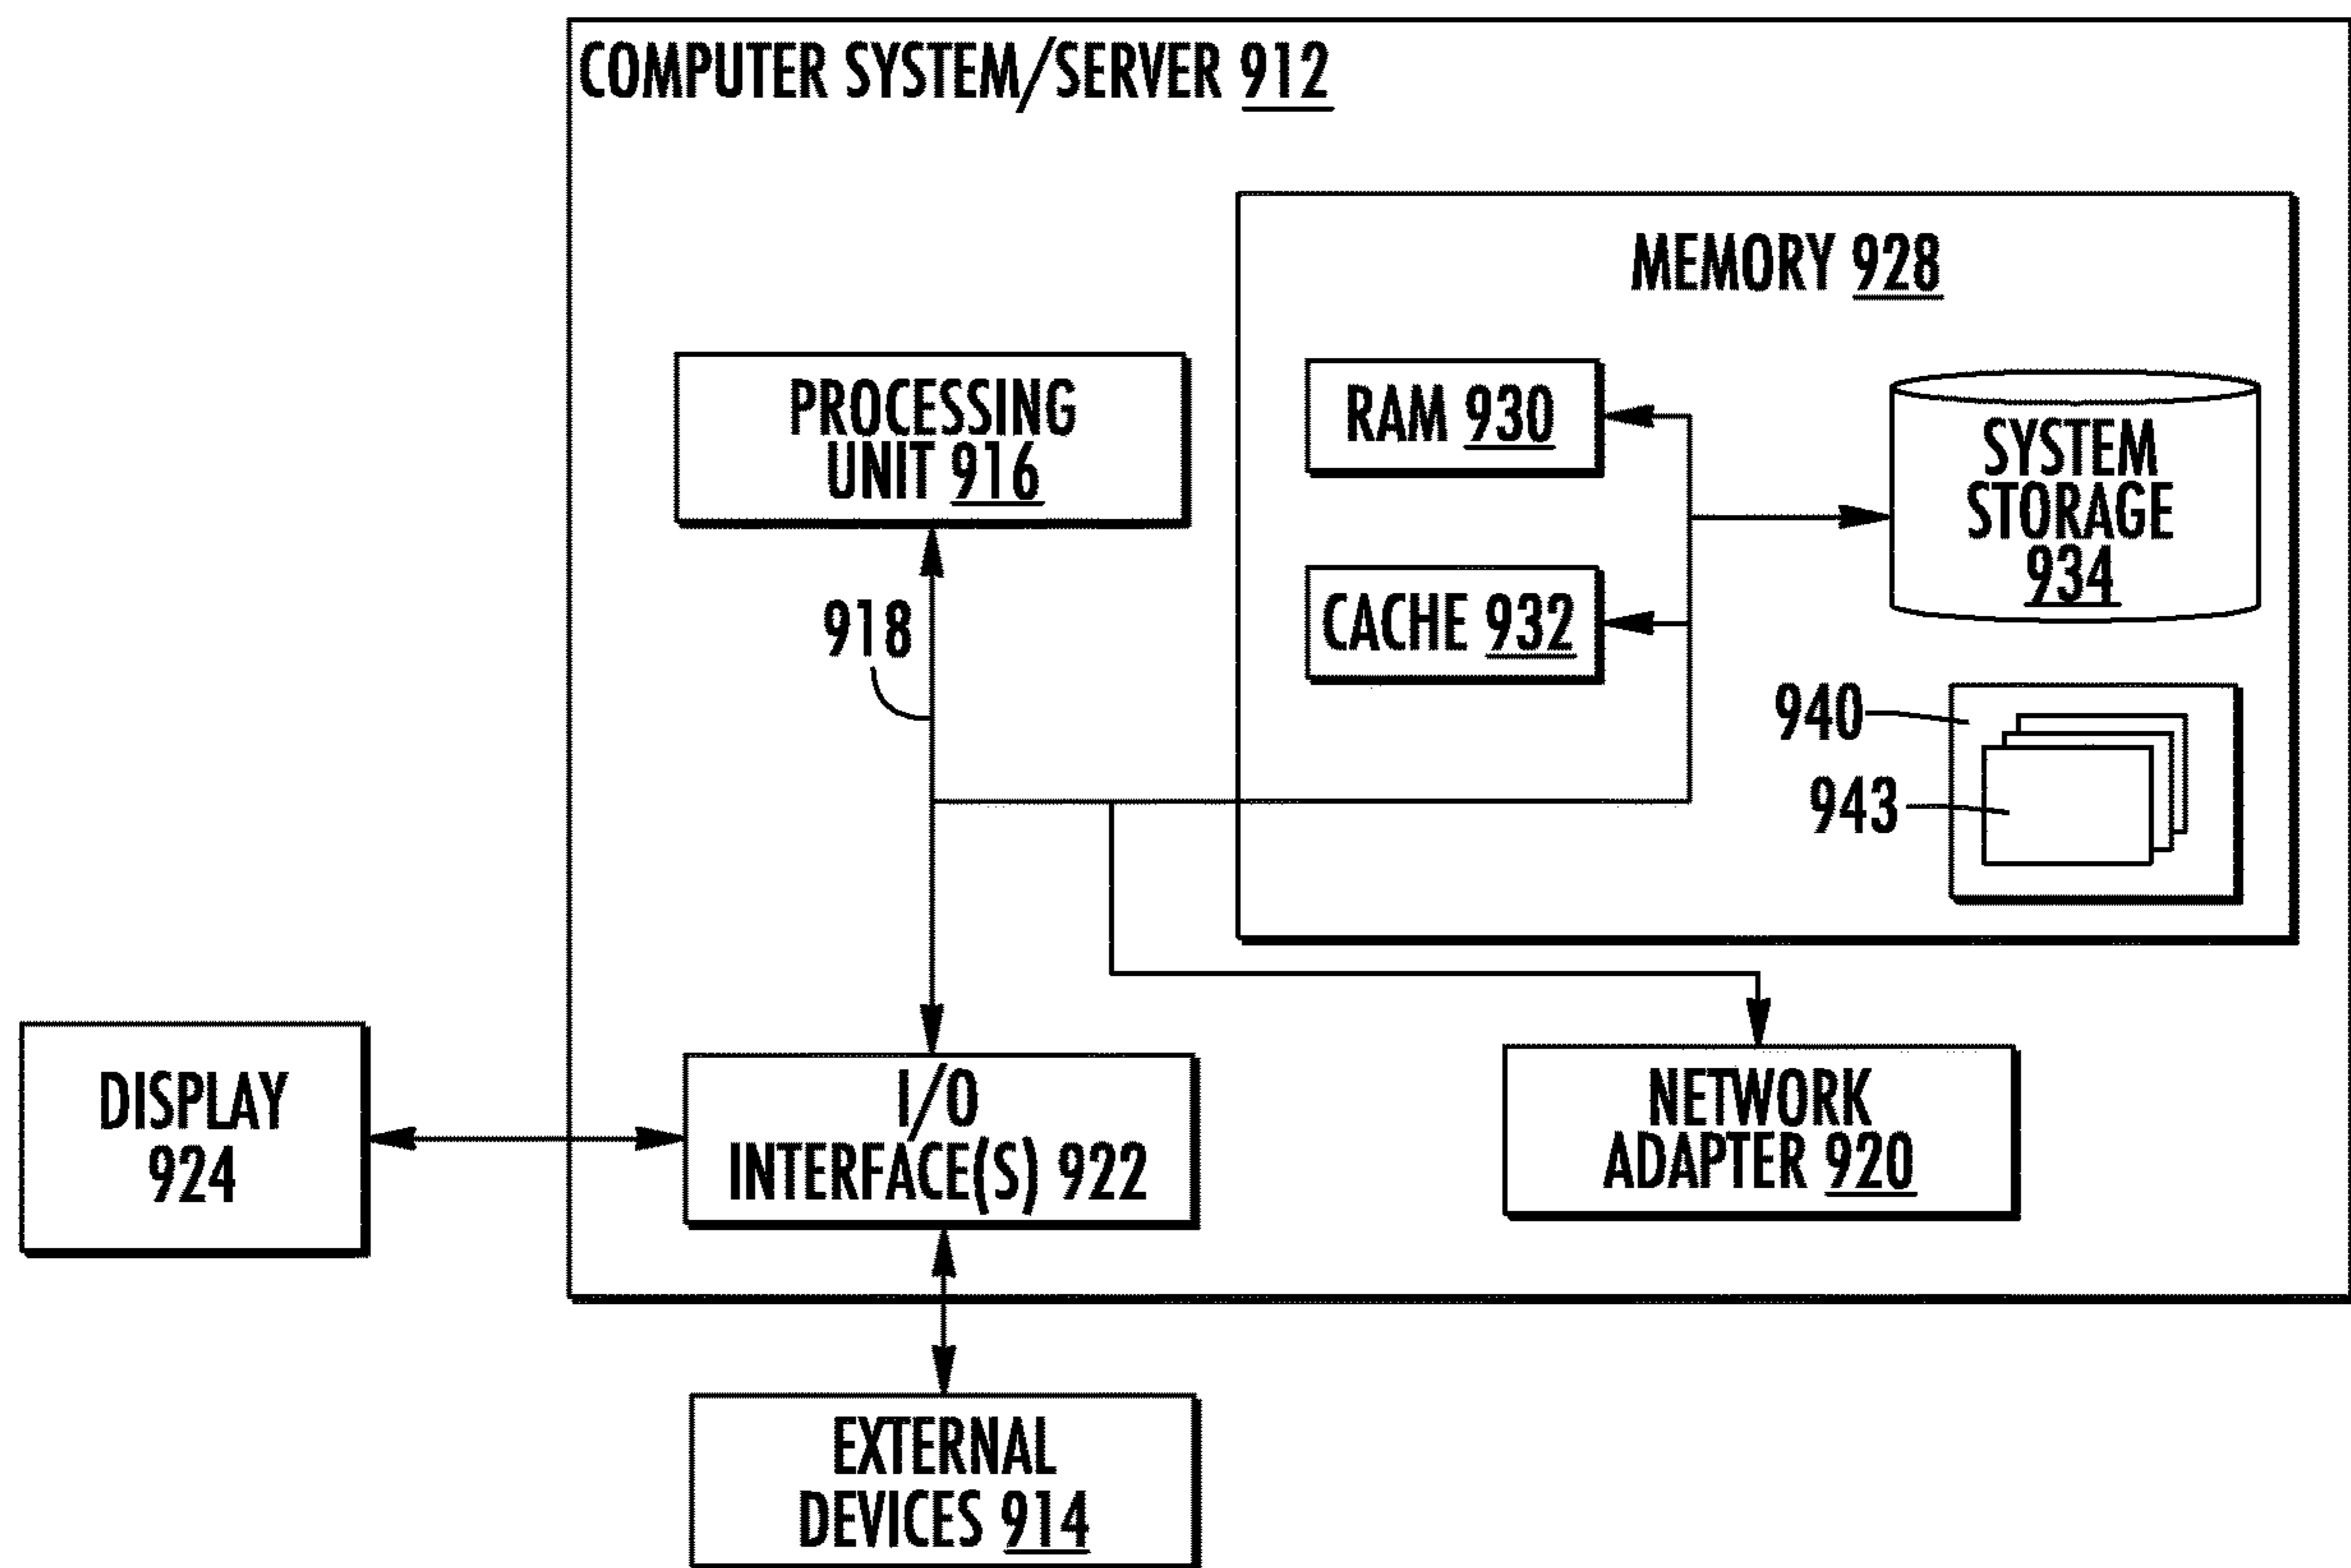 COMPUTER SYSTEM/SERVER 912
MEMORY 928
PROCESSING
UNIT 916
RAM 930
SYSTEM
STORAGE
934
CACHE 932
918
940
943
DISPLAY
924
I/O
INTERFACE(S) 922
NETWORK
ADAPTER 920
EXTERNAL
DEVICES 914